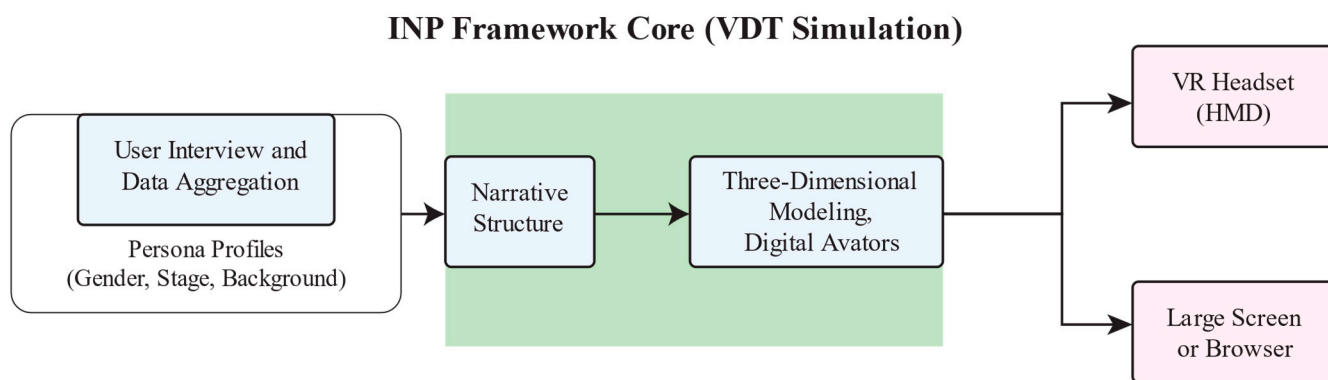 INP Framework Core (VDT Simulation)
User Interview and
Data Aggregation
Persona Profiles
(Gender, Stage, Background)
Narrative
Structure
Three-Dimensional
Modeling,
Digital Avators
VR Headset
(HMD)
Large Screen
or Browser